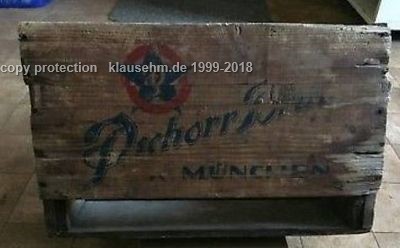 copy protection klausehm.de 1999-2018
Pschorr Bräu
MÜNCHEN